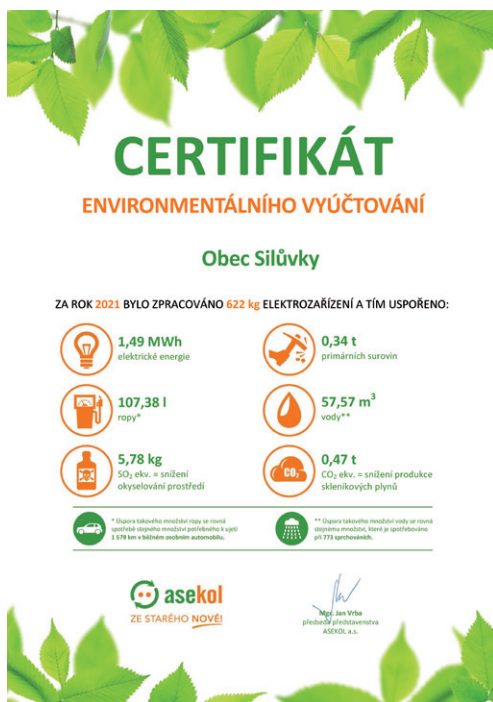 CERTIFIKÁT
ENVIRONMENTÁLNÍHO VYÚČTOVÁNÍ
Obec Silůvky
ZA ROK 2021 BYLO ZPRACOVÁNO 622 kg ELEKTROZAŘÍZENÍ A TÍM USPOŘENO:
1,49 MWh
elektrické energie
0,34 t
primárních surovin
107,38 l
ropy*
57,57 m³
vody**
5,78 kg
SO₂ ekv. = snížení
okyselování prostředí
CO₂
0,47 t
CO₂ ekv. = snížení produkce
skleníkových plynů
* Úspora takového množství ropy se rovná
spotřebě stejného množství potřebného k ujetí
1 579 km v běžném osobním automobilu.
** Úspora takového množství vody se rovná
stejnému množství, které je spotřebováno
při 773 sprchováních.
asekol
ZE STARÉHO NOVÉ!
Mgr. Jan Vrba
předseda představenstva
ASEKOL a.s.